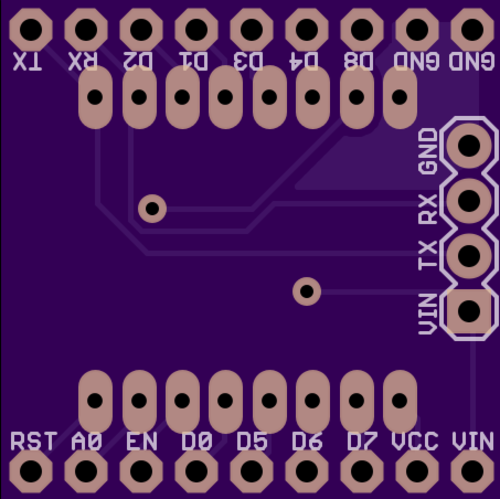 TX RX D2 D1 D3 D4 D8 GND GND
GND
RX
TX
VIN
RST A0 EN D0 D5 D6 D7 VCC VIN